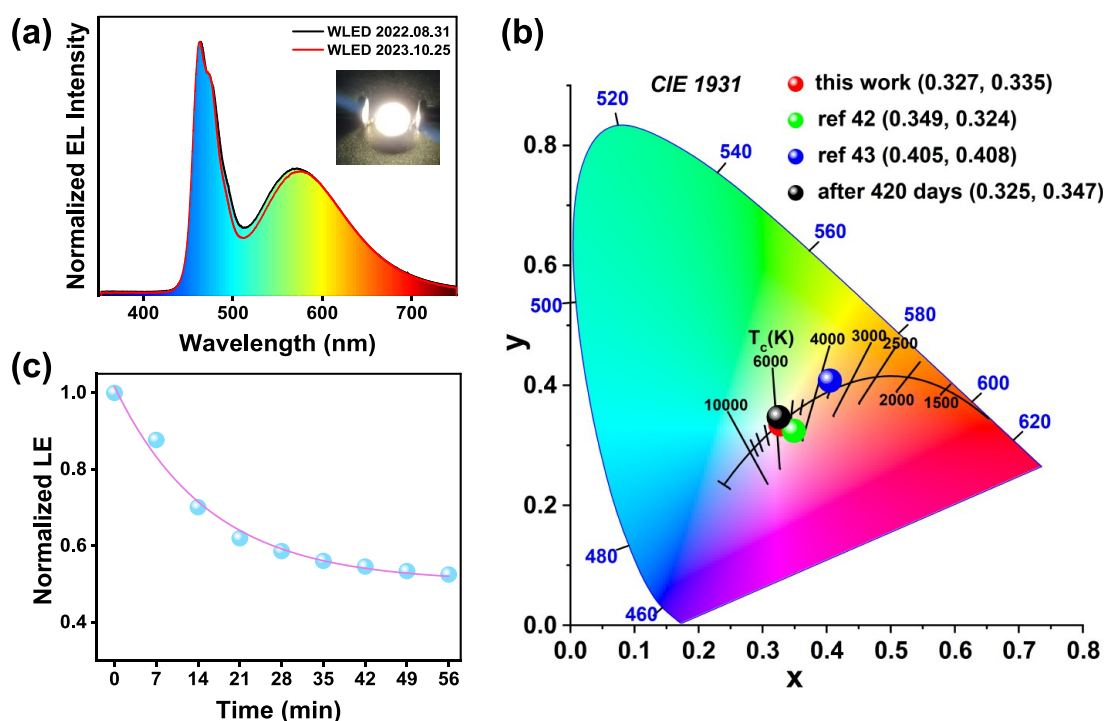 (a)
WLED 2022.08.31
WLED 2023.10.25
Normalized EL Intensity
400
500
600
700
Wavelength (nm)
(b)
CIE 1931
this work (0.327, 0.335)
ref 42 (0.349, 0.324)
ref 43 (0.405, 0.408)
after 420 days (0.325, 0.347)
520
540
560
500
580
600
620
480
460
Tc(K)
10000
6000
4000
3000
2500
2000
1500
0.8
0.6
0.4
0.2
0.0
y
0.0
0.1
0.2
0.3
0.4
0.5
0.6
0.7
0.8
x
(c)
1.0
0.8
0.6
0.4
Normalized LE
0
7
14
21
28
35
42
49
56
Time (min)